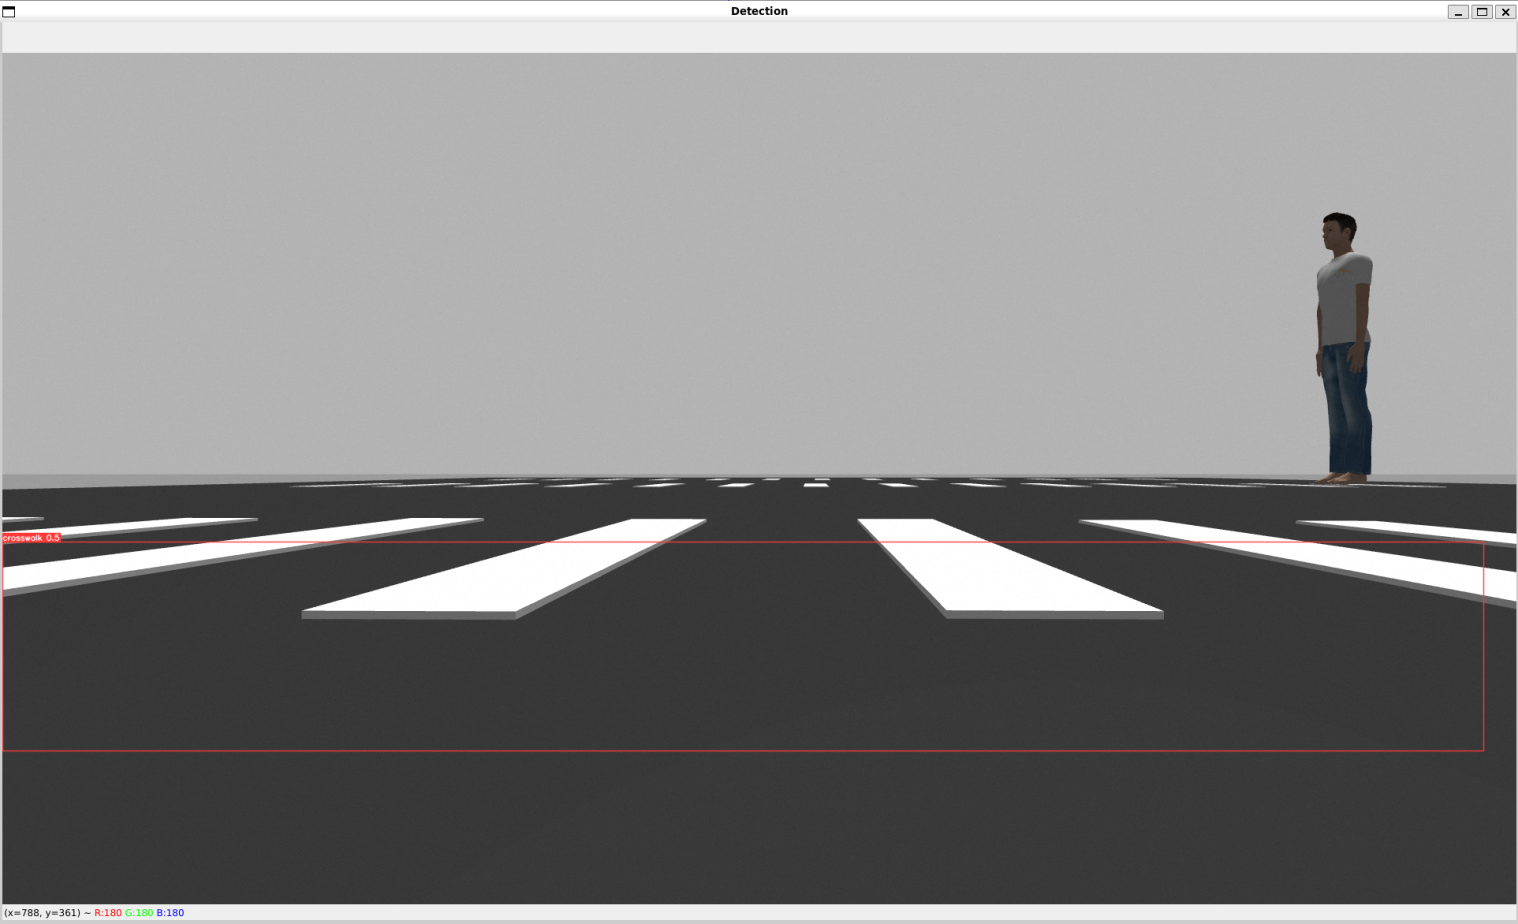 Detection
crosswalk 0.5
(x=788, y=361) ~ R:180 G:180 B:180